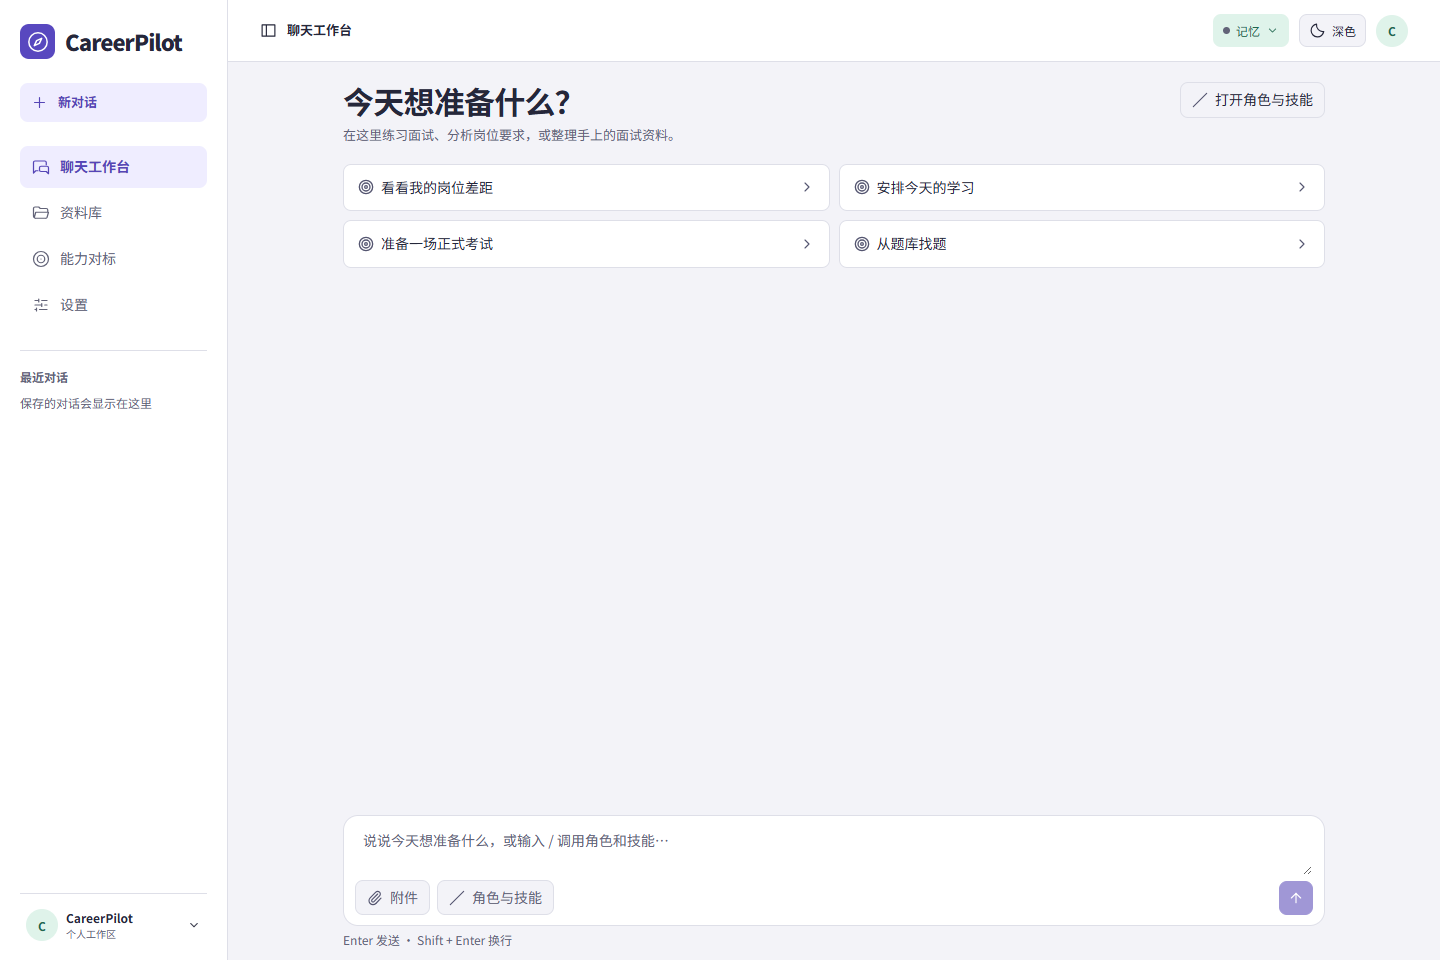 CareerPilot
新对话
聊天工作台
资料库
能力对标
设置
最近对话
保存的对话会显示在这里
C
CareerPilot
个人工作区
聊天工作台
记忆
深色
C
今天想准备什么？
打开角色与技能
在这里练习面试、分析岗位要求，或整理手上的面试资料。
看看我的岗位差距
安排今天的学习
准备一场正式考试
从题库找题
说说今天想准备什么，或输入 / 调用角色和技能…
附件
角色与技能
Enter 发送 · Shift + Enter 换行